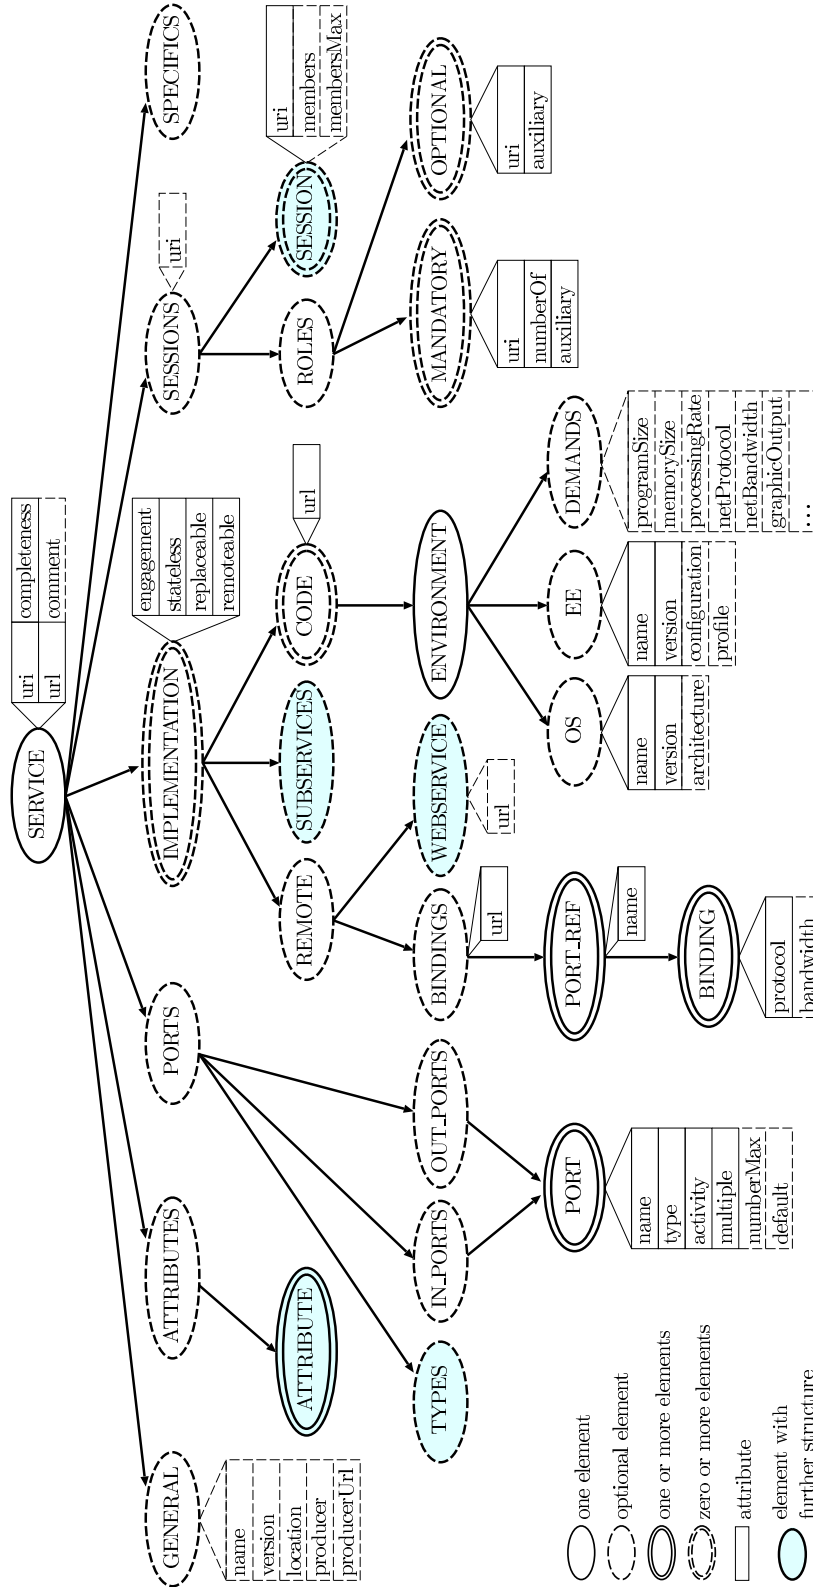 SERVICE
uri
completeness
url
comment
GENERAL
name
version
location
producer
producerUrl
ATTRIBUTES
ATTRIBUTE
PORTS
TYPES
IN_PORTS
OUT_PORTS
PORT
name
type
activity
multiple
numberMax
default
IMPLEMENTATION
engagement
stateless
replaceable
remoteable
REMOTE
SUBSERVICES
CODE
url
BINDINGS
url
WEBSERVICE
url
PORT_REF
name
BINDING
protocol
bandwidth
ENVIRONMENT
OS
name
version
architecture
EE
name
version
configuration
profile
DEMANDS
programSize
memorySize
processingRate
netProtocol
netBandwidth
graphicOutput
...
SESSIONS
uri
ROLES
SESSION
uri
members
membersMax
MANDATORY
uri
numberOf
auxiliary
OPTIONAL
uri
auxiliary
SPECIFICS
one element
optional element
one or more elements
zero or more elements
attribute
element with
further structure